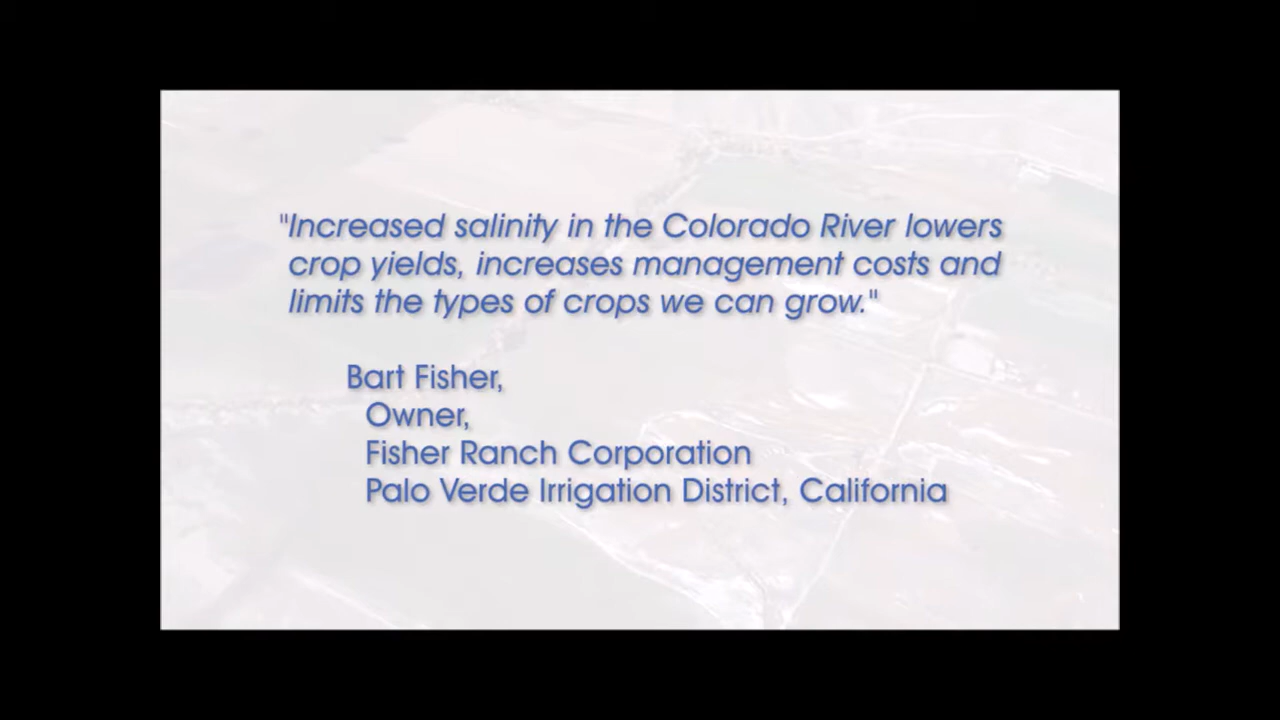 "Increased salinity in the Colorado River lowers
crop yields, increases management costs and
limits the types of crops we can grow."
Bart Fisher,
Owner,
Fisher Ranch Corporation
Palo Verde Irrigation District, California